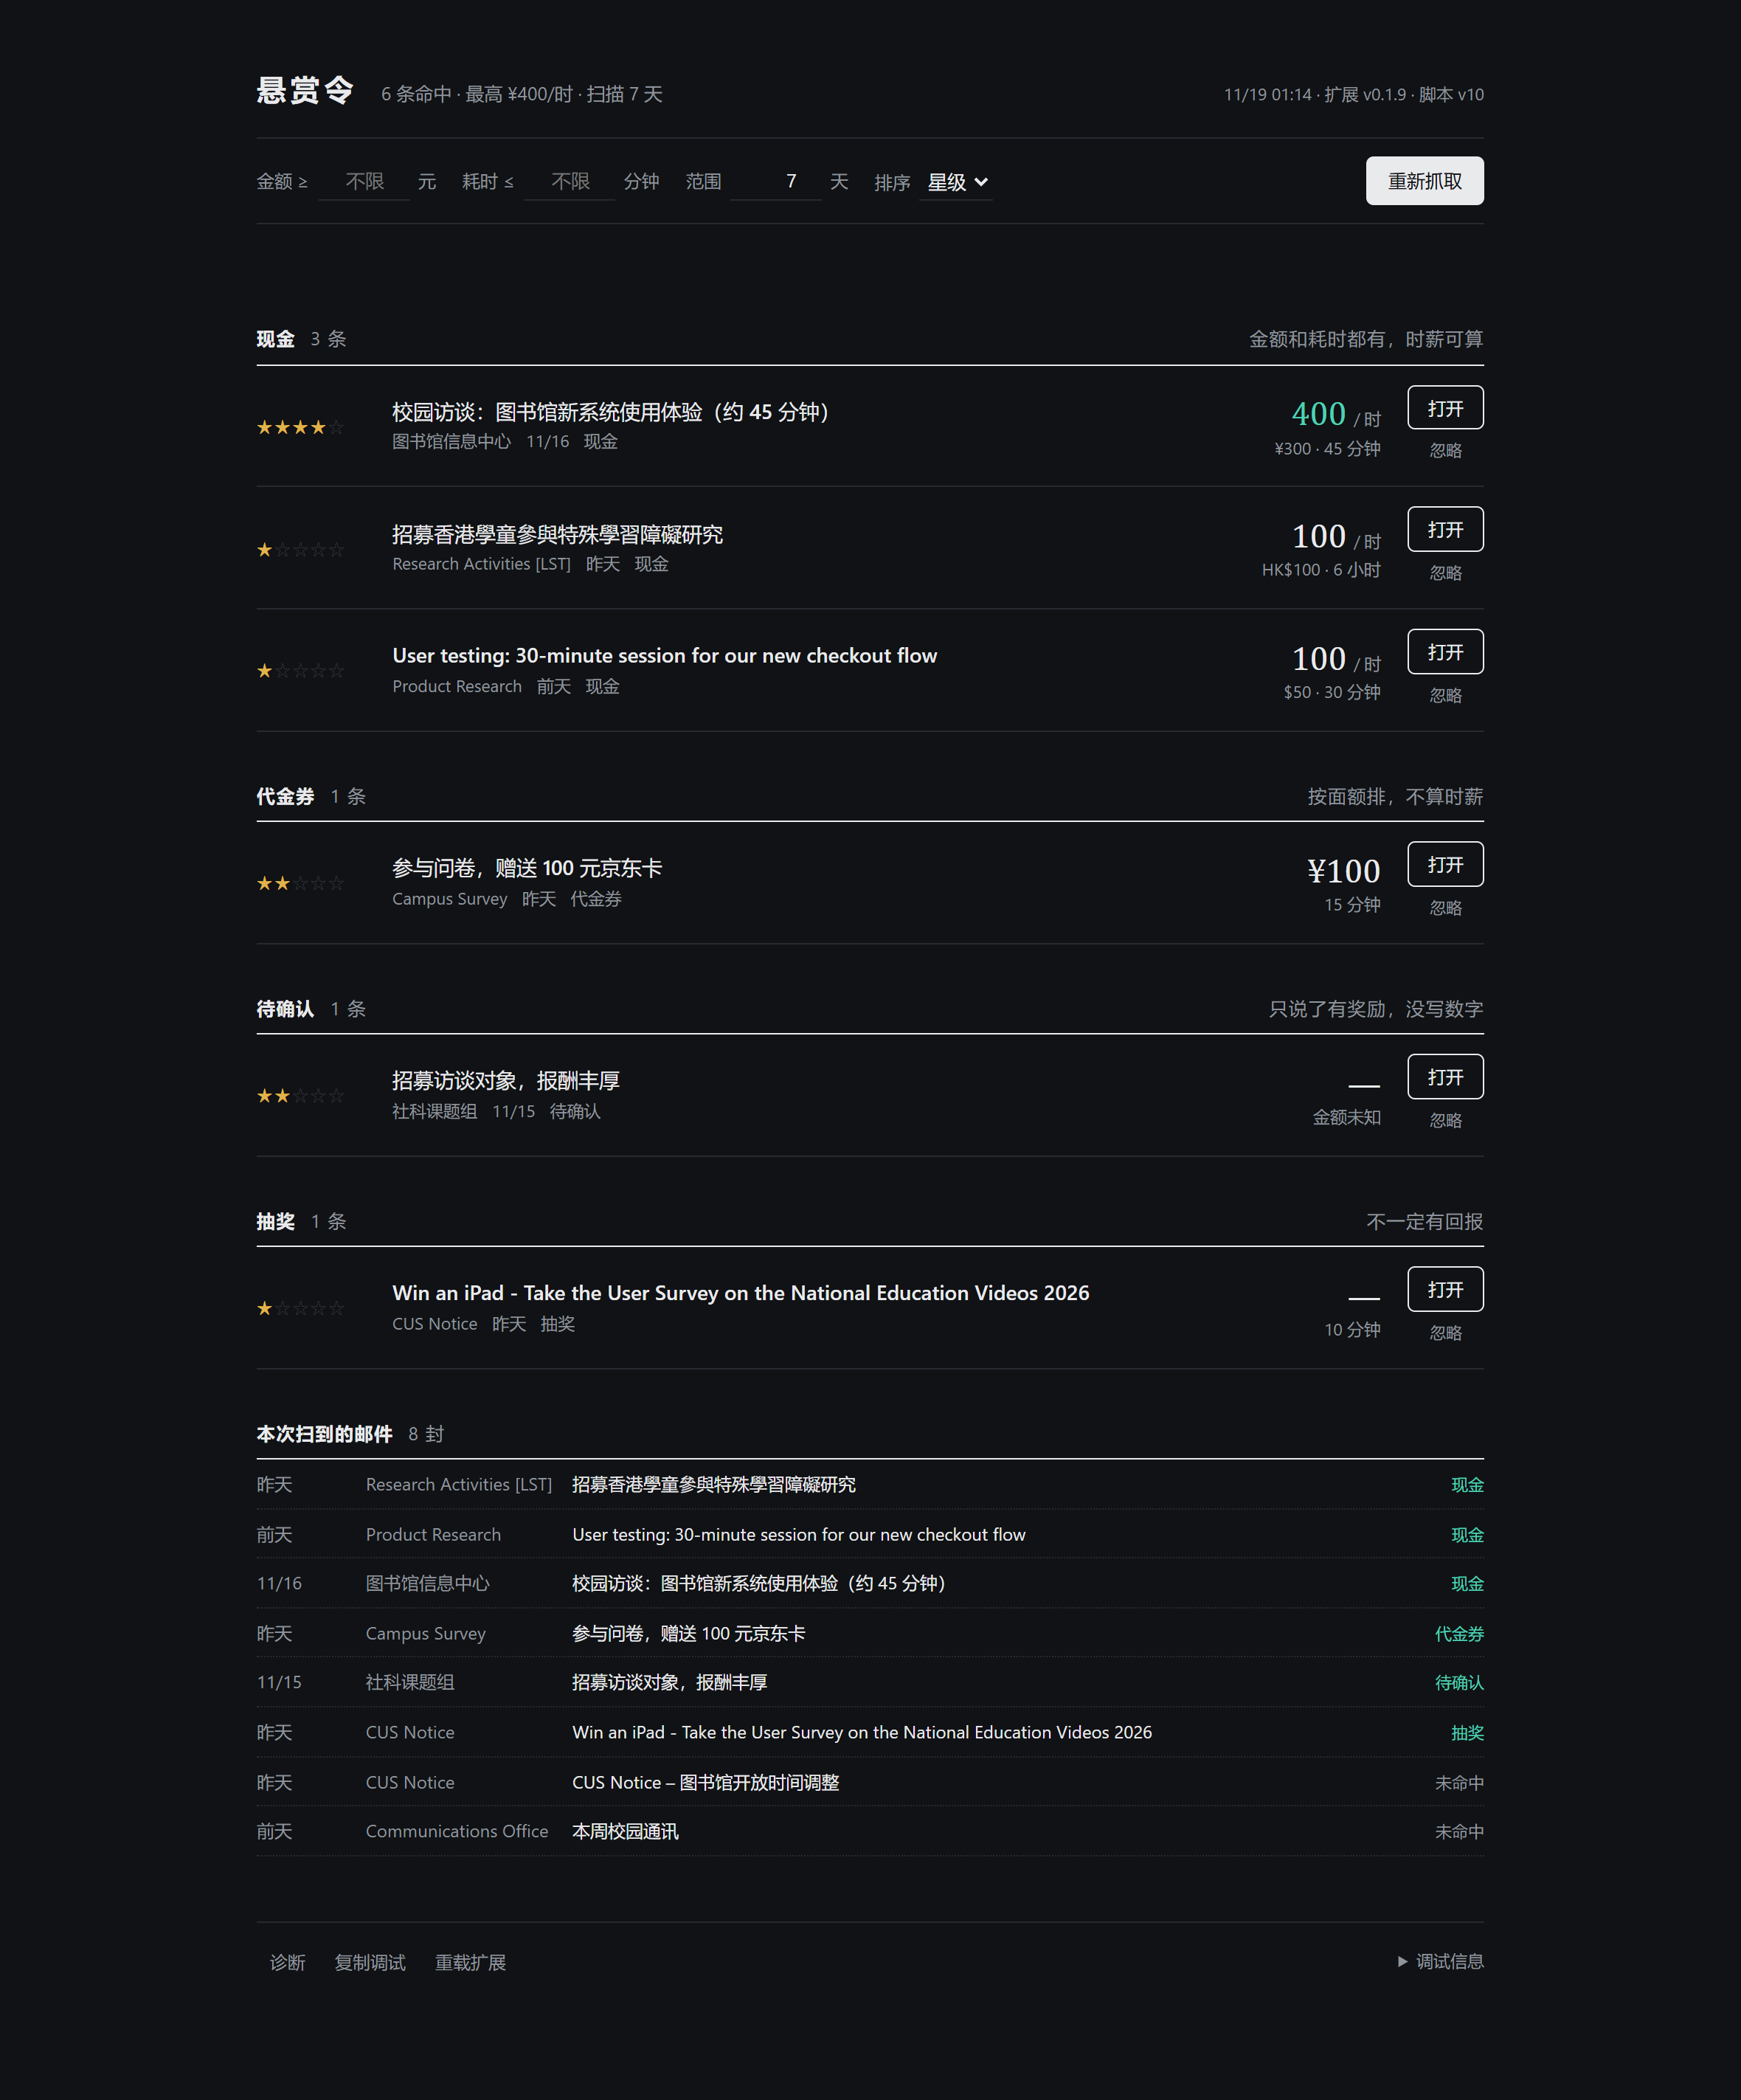 悬赏令 6 条命中 · 最高 ¥400/时 · 扫描 7 天 11/19 01:14 · 扩展 v0.1.9 · 脚本 v10
金额 ≥ 不限 元 耗时 ≤ 不限 分钟 范围 7 天 排序 星级 重新抓取
现金 3 条 金额和耗时都有，时薪可算
★★★★☆ 校园访谈：图书馆新系统使用体验（约 45 分钟） 400 / 时 打开
图书馆信息中心 11/16 现金 ¥300 · 45 分钟 忽略
★☆☆☆☆ 招募香港學童參與特殊學習障礙研究 100 / 时 打开
Research Activities [LST] 昨天 现金 HK$100 · 6 小时 忽略
★☆☆☆☆ User testing: 30-minute session for our new checkout flow 100 / 时 打开
Product Research 前天 现金 $50 · 30 分钟 忽略
代金券 1 条 按面额排，不算时薪
★★☆☆☆ 参与问卷，赠送 100 元京东卡 ¥100 打开
Campus Survey 昨天 代金券 15 分钟 忽略
待确认 1 条 只说了有奖励，没写数字
★★☆☆☆ 招募访谈对象，报酬丰厚 — 打开
社科课题组 11/15 待确认 金额未知 忽略
抽奖 1 条 不一定有回报
★☆☆☆☆ Win an iPad - Take the User Survey on the National Education Videos 2026 — 打开
CUS Notice 昨天 抽奖 10 分钟 忽略
本次扫到的邮件 8 封
昨天 Research Activities [LST] 招募香港學童參與特殊學習障礙研究 现金
前天 Product Research User testing: 30-minute session for our new checkout flow 现金
11/16 图书馆信息中心 校园访谈：图书馆新系统使用体验（约 45 分钟） 现金
昨天 Campus Survey 参与问卷，赠送 100 元京东卡 代金券
11/15 社科课题组 招募访谈对象，报酬丰厚 待确认
昨天 CUS Notice Win an iPad - Take the User Survey on the National Education Videos 2026 抽奖
昨天 CUS Notice CUS Notice – 图书馆开放时间调整 未命中
前天 Communications Office 本周校园通讯 未命中
诊断 复制调试 重载扩展 ▶ 调试信息